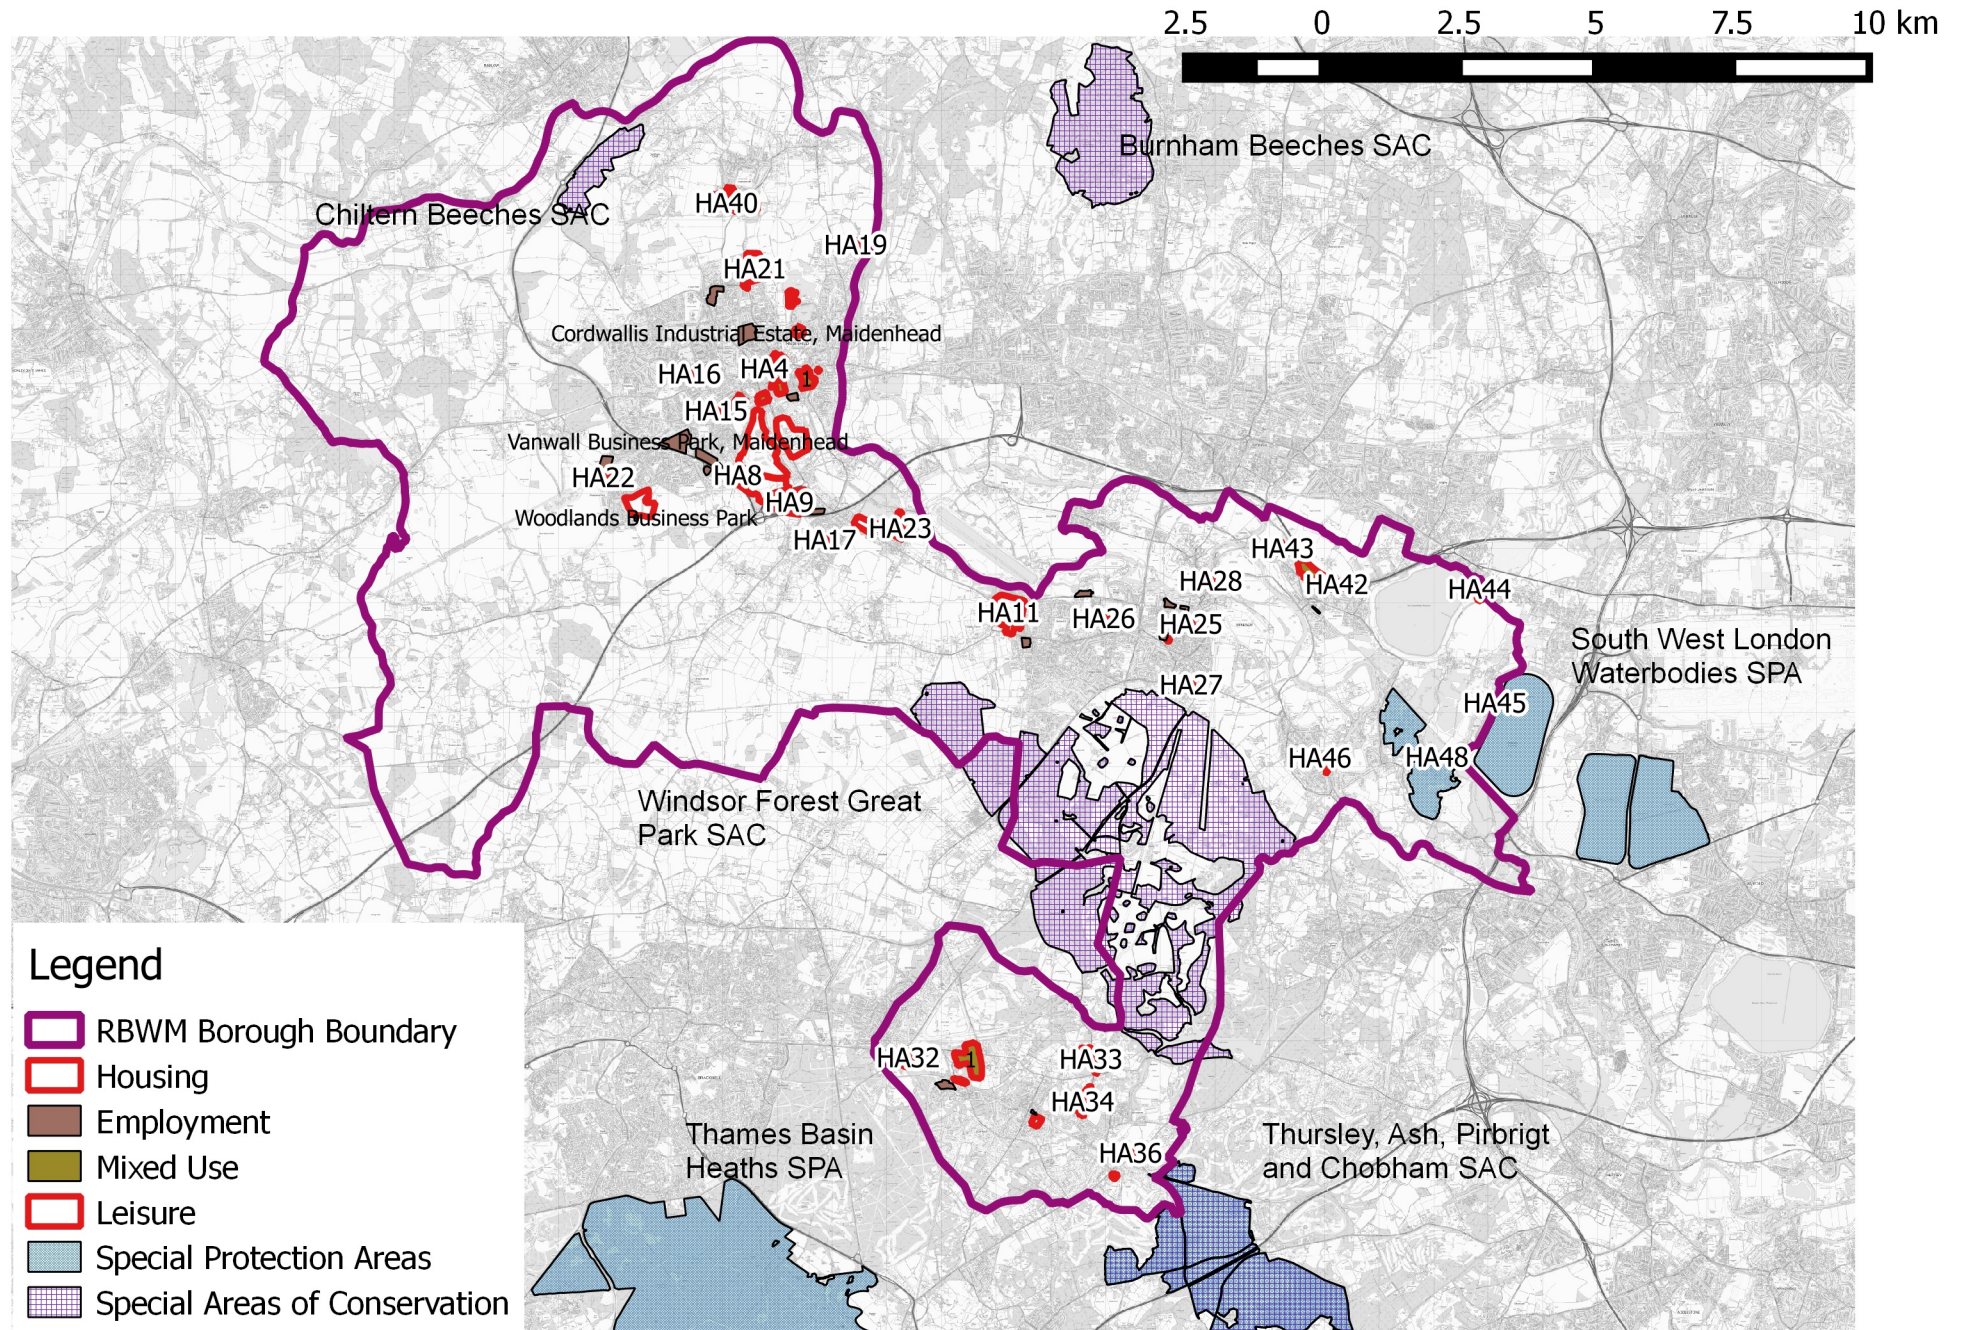 2.5 0 2.5 5 7.5 10 km
Burnham Beeches SAC
Chiltern Beeches SAC
HA40
HA19
HA21
Cordwallis Industrial Estate, Maidenhead
HA16
HA4
1
HA15
Vanwall Business Park, Maidenhead
HA22
HA8
HA9
Woodlands Business Park
HA17
HA23
HA43
HA28
HA42
HA44
HA11
HA26
HA25
South West London
Waterbodies SPA
HA27
HA45
HA46
HA48
Windsor Forest Great
Park SAC
HA32
1
HA33
HA34
HA36
Thames Basin
Heaths SPA
Thursley, Ash, Pirbrigt
and Chobham SAC
Legend
RBWM Borough Boundary
Housing
Employment
Mixed Use
Leisure
Special Protection Areas
Special Areas of Conservation